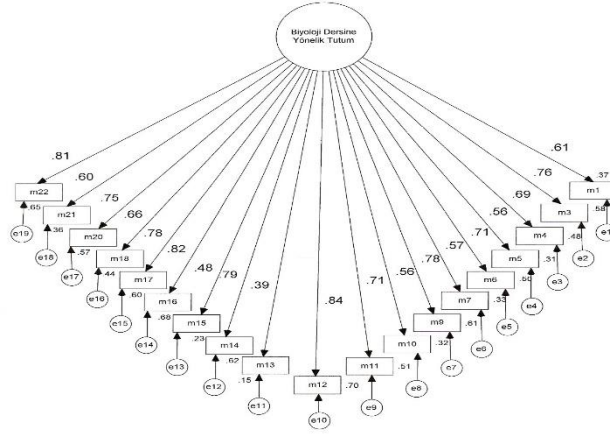 Biyoloji Dersine
Yönelik Tutum
.81
.60
.75
.66
.78
.82
.48
.79
.39
.84
.71
.56
.78
.57
.71
.56
.69
.76
.61
m22
m21
m20
m18
m17
m16
m15
m14
m13
m12
m11
m10
m9
m7
m6
m5
m4
m3
m1
.65
.36
.57
.44
.60
.68
.23
.62
.15
.70
.51
.32
.61
.33
.50
.31
.48
.58
.37
e19
e18
e17
e16
e15
e14
e13
e12
e11
e10
e9
e8
e7
e6
e5
e4
e3
e2
e1